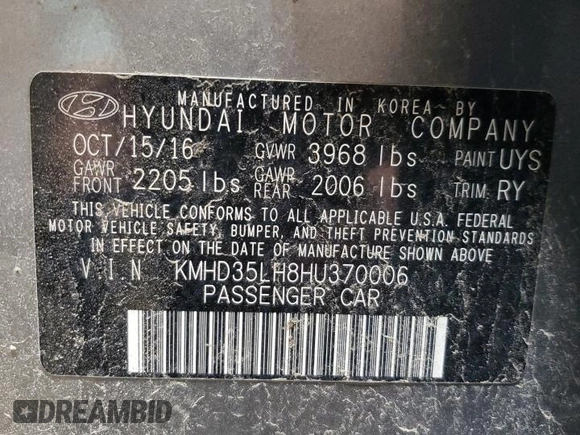 MANUFACTURED IN KOREA BY
HYUNDAI MOTOR COMPANY
OCT/15/16 GVWR 3968 lbs PAINT UYS
GAWR FRONT 2205 lbs GAWR REAR 2006 lbs TRIM RY
THIS VEHICLE CONFORMS TO ALL APPLICABLE U.S.A. FEDERAL
MOTOR VEHICLE SAFETY, BUMPER, AND THEFT PREVENTION STANDARDS
IN EFFECT ON THE DATE OF MANUFACTURE SHOWN ABOVE.
V.I.N KMHD35LH8HU370006
PASSENGER CAR
DREAMBID